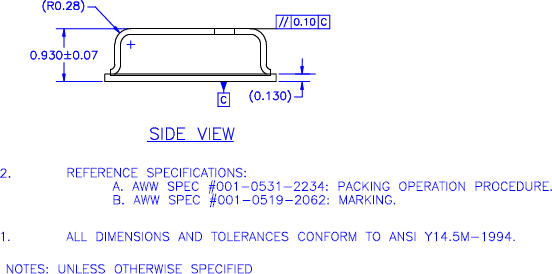 (R0.28)
// 0.10 C
0.930±0.07
(0.130)
C
SIDE VIEW
2. REFERENCE SPECIFICATIONS:
A. AWW SPEC #001-0531-2234: PACKING OPERATION PROCEDURE.
B. AWW SPEC #001-0519-2062: MARKING.
1. ALL DIMENSIONS AND TOLERANCES CONFORM TO ANSI Y14.5M-1994.
NOTES: UNLESS OTHERWISE SPECIFIED